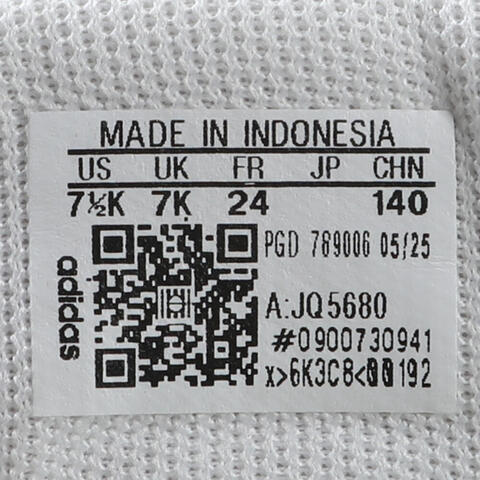 MADE IN INDONESIA
US UK FR JP CHN
7½K 7K 24 140
PGD 789006 05/25
A:JQ5680
#0900730941
x>6K3C8<00192
adidas